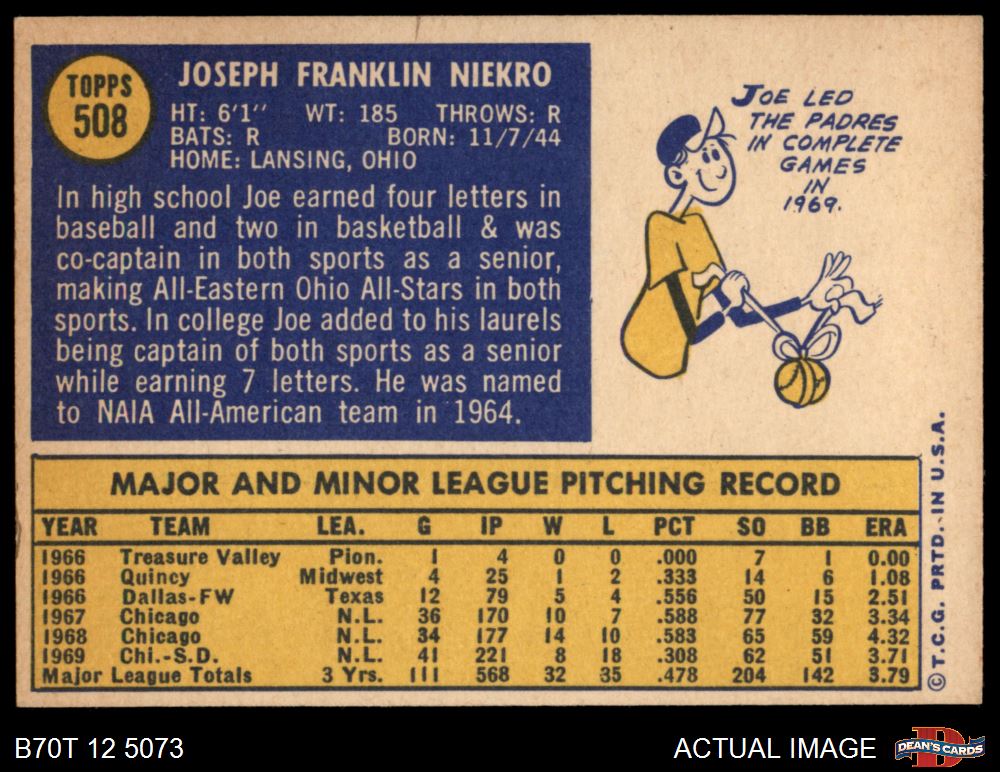 TOPPS
508
JOSEPH FRANKLIN NIEKRO
HT: 6'1" WT: 185 THROWS: R
BATS: R BORN: 11/7/44
HOME: LANSING, OHIO
In high school Joe earned four letters in
baseball and two in basketball & was
co-captain in both sports as a senior,
making All-Eastern Ohio All-Stars in both
sports. In college Joe added to his laurels
being captain of both sports as a senior
while earning 7 letters. He was named
to NAIA All-American team in 1964.
JOE LED
THE PADRES
IN COMPLETE
GAMES
IN
1969.
MAJOR AND MINOR LEAGUE PITCHING RECORD
YEAR TEAM LEA. G IP W L PCT SO BB ERA
1966 Treasure Valley Pion. 1 4 0 0 .000 7 1 0.00
1966 Quincy Midwest 4 25 1 2 .333 14 6 1.08
1966 Dallas-FW Texas 12 79 5 4 .556 50 15 2.51
1967 Chicago N.L. 36 170 10 7 .588 77 32 3.34
1968 Chicago N.L. 34 177 14 10 .583 65 59 4.32
1969 Chi.-S.D. N.L. 41 221 8 18 .308 62 51 3.71
Major League Totals 3 Yrs. 111 568 32 35 .478 204 142 3.79
© T.C.G. PRTD. IN U.S.A.
B70T 12 5073
ACTUAL IMAGE
D
DEAN'S CARDS